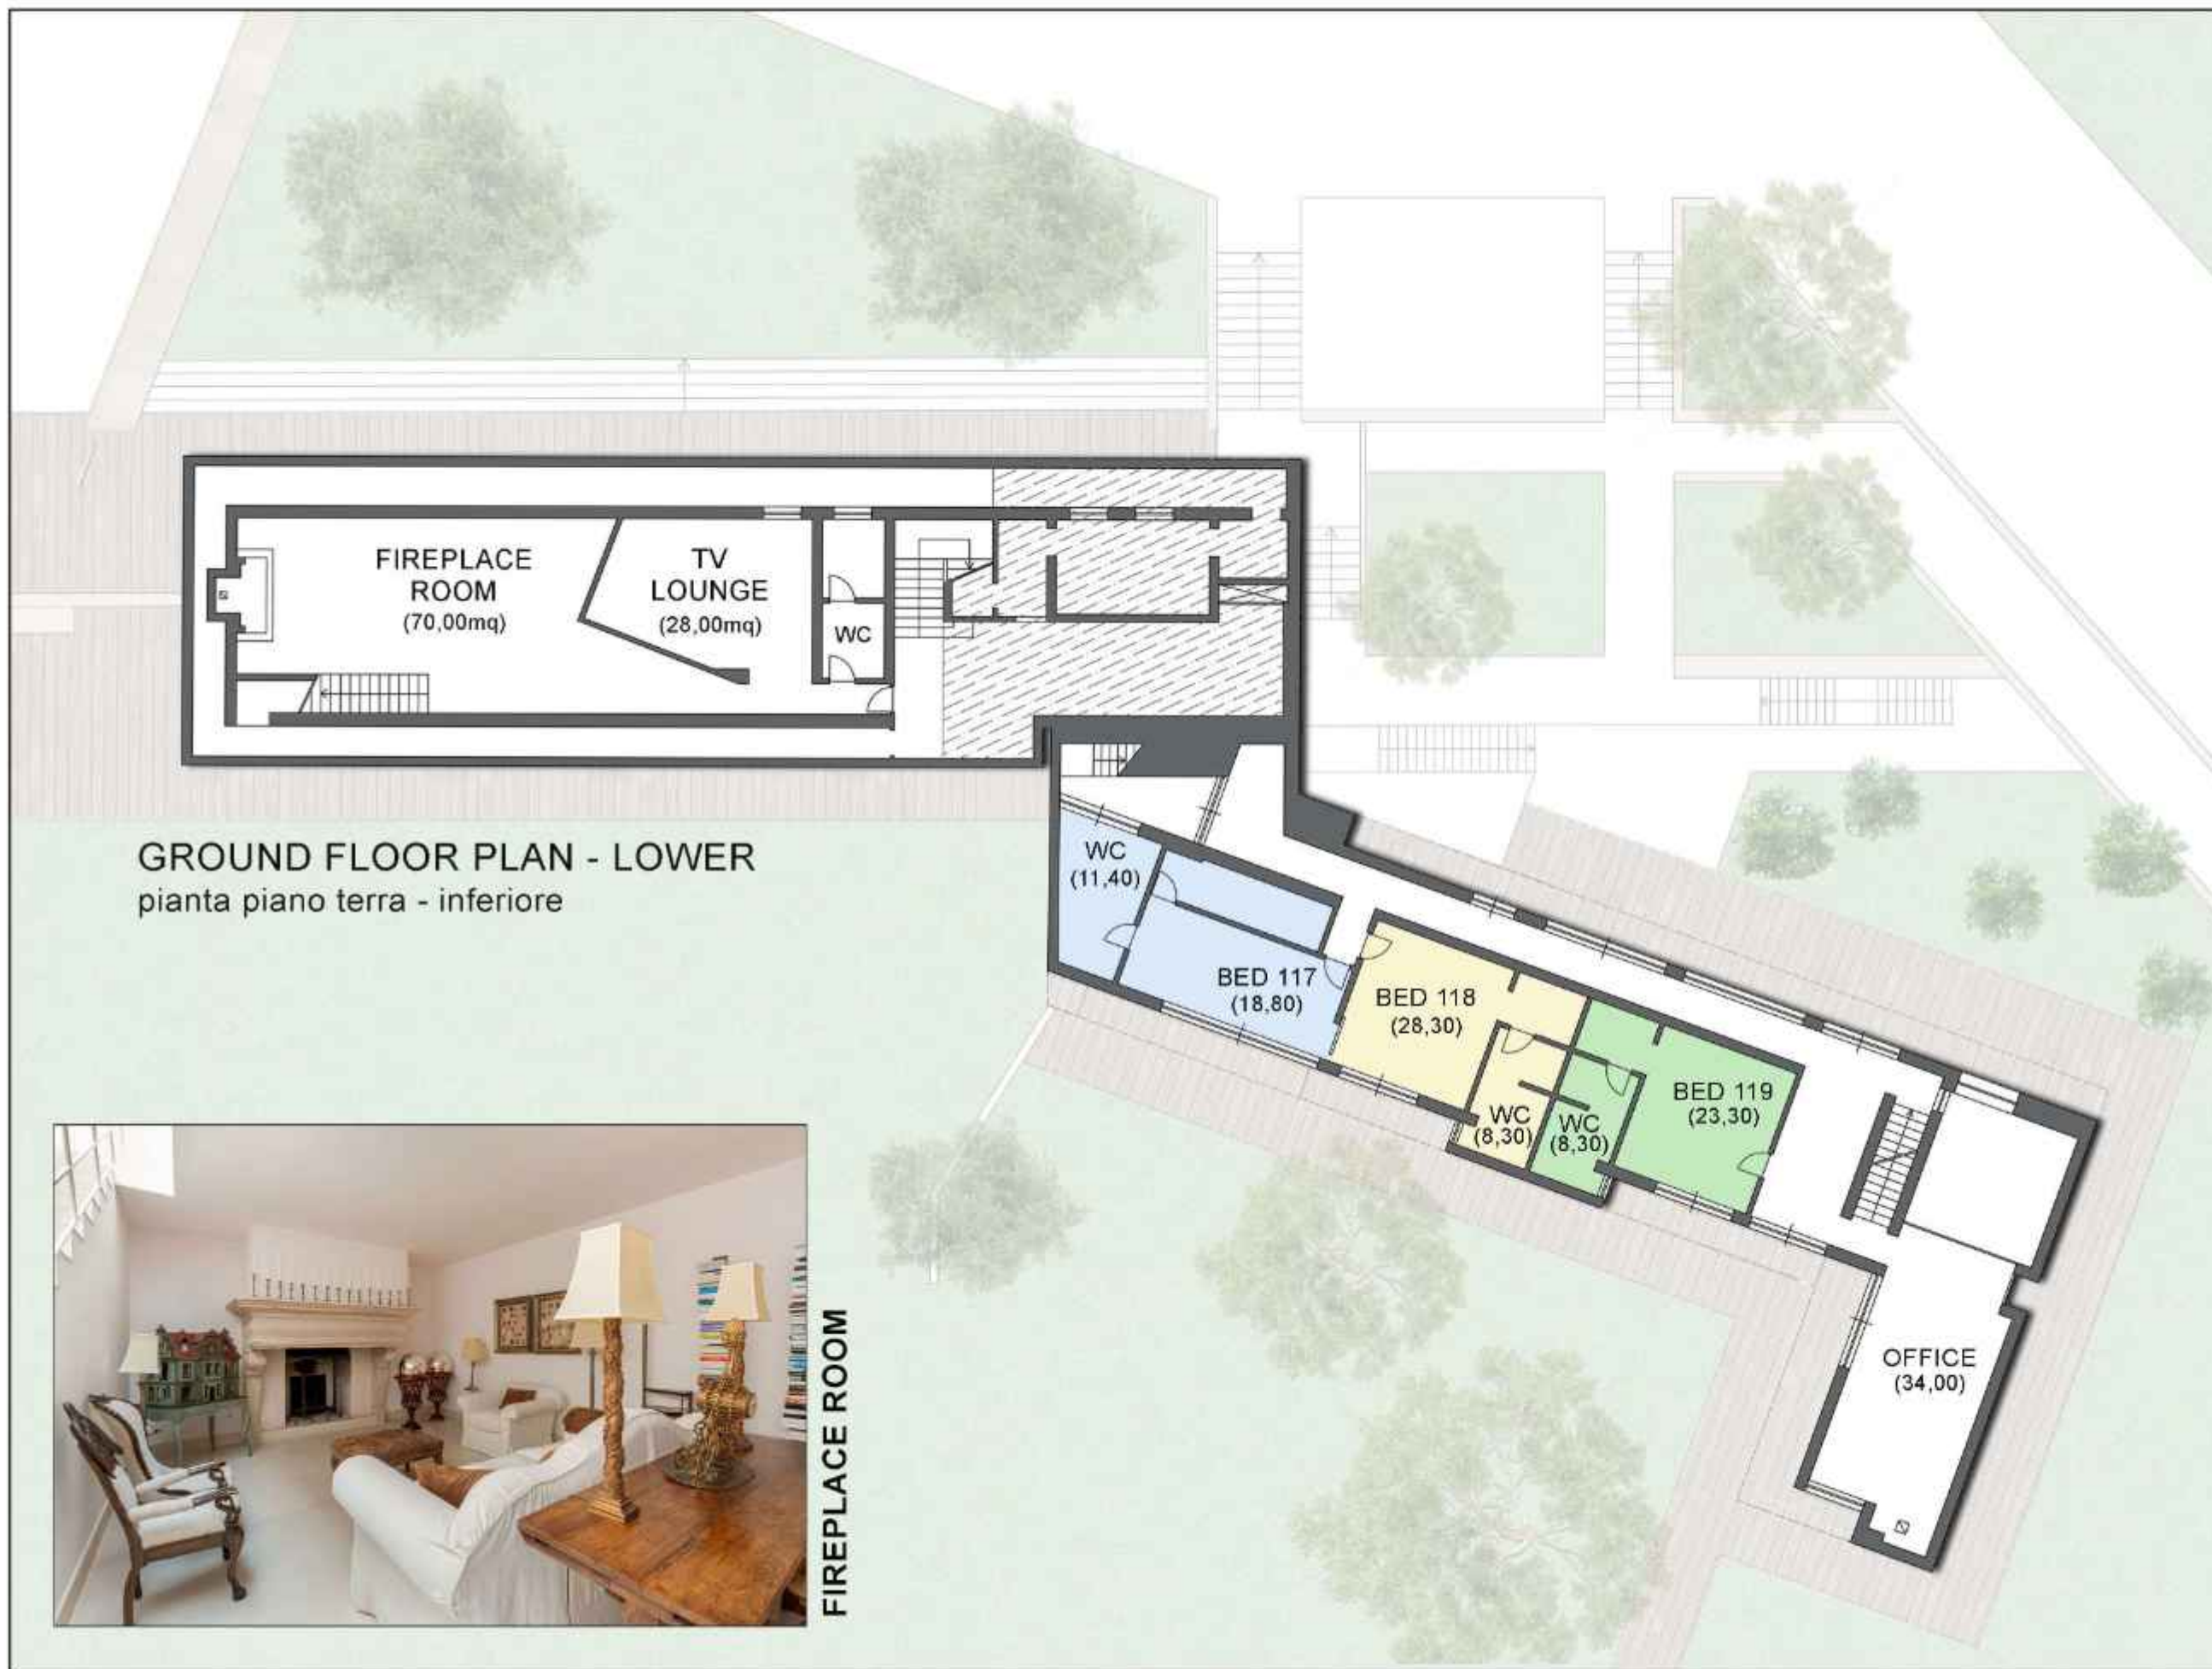 FIREPLACE
ROOM
(70,00mq)
TV
LOUNGE
(28,00mq)
WC
GROUND FLOOR PLAN - LOWER
pianta piano terra - inferiore
WC
(11,40)
BED 117
(18,80)
BED 118
(28,30)
WC
(8,30)
WC
(8,30)
BED 119
(23,30)
OFFICE
(34,00)
FIREPLACE ROOM